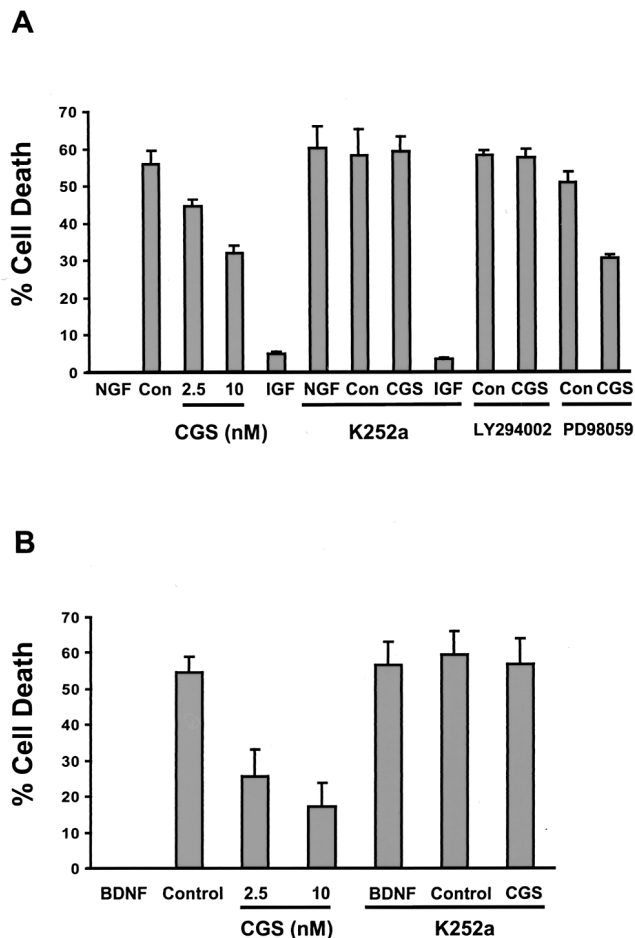 A
% Cell Death
70
60
50
40
30
20
10
0
NGF Con 2.5 10 IGF NGF Con CGS IGF Con CGS Con CGS
CGS (nM) K252a LY294002 PD98059
B
% Cell Death
70
60
50
40
30
20
10
0
BDNF Control 2.5 10 BDNF Control CGS
CGS (nM) K252a